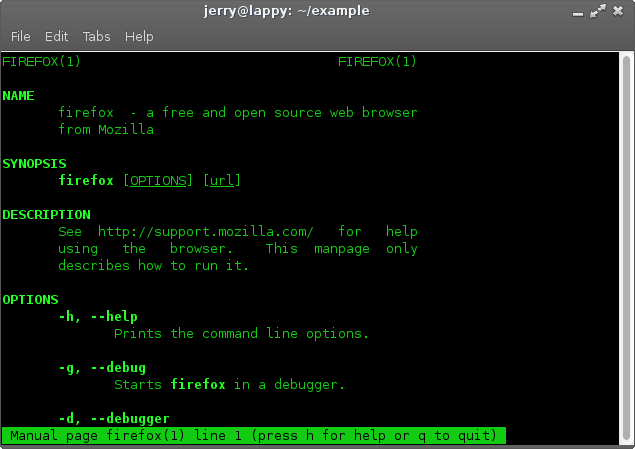 jerry@lappy: ~/example
File Edit Tabs Help
FIREFOX(1) FIREFOX(1)
NAME
firefox - a free and open source web browser
from Mozilla
SYNOPSIS
firefox [OPTIONS] [url]
DESCRIPTION
See http://support.mozilla.com/ for help
using the browser. This manpage only
describes how to run it.
OPTIONS
-h, --help
Prints the command line options.
-g, --debug
Starts firefox in a debugger.
-d, --debugger
Manual page firefox(1) line 1 (press h for help or q to quit)